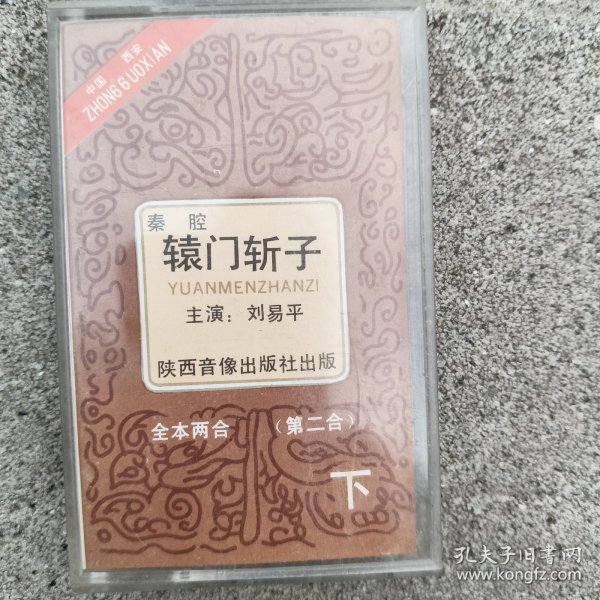 中国 西安
ZHONG GUOXIAN
秦腔
辕门斩子
YUANMENZHANZI
主演：刘易平
陕西音像出版社出版
全本两合 （第二合）
下
孔夫子旧书网
www.kongfz.com